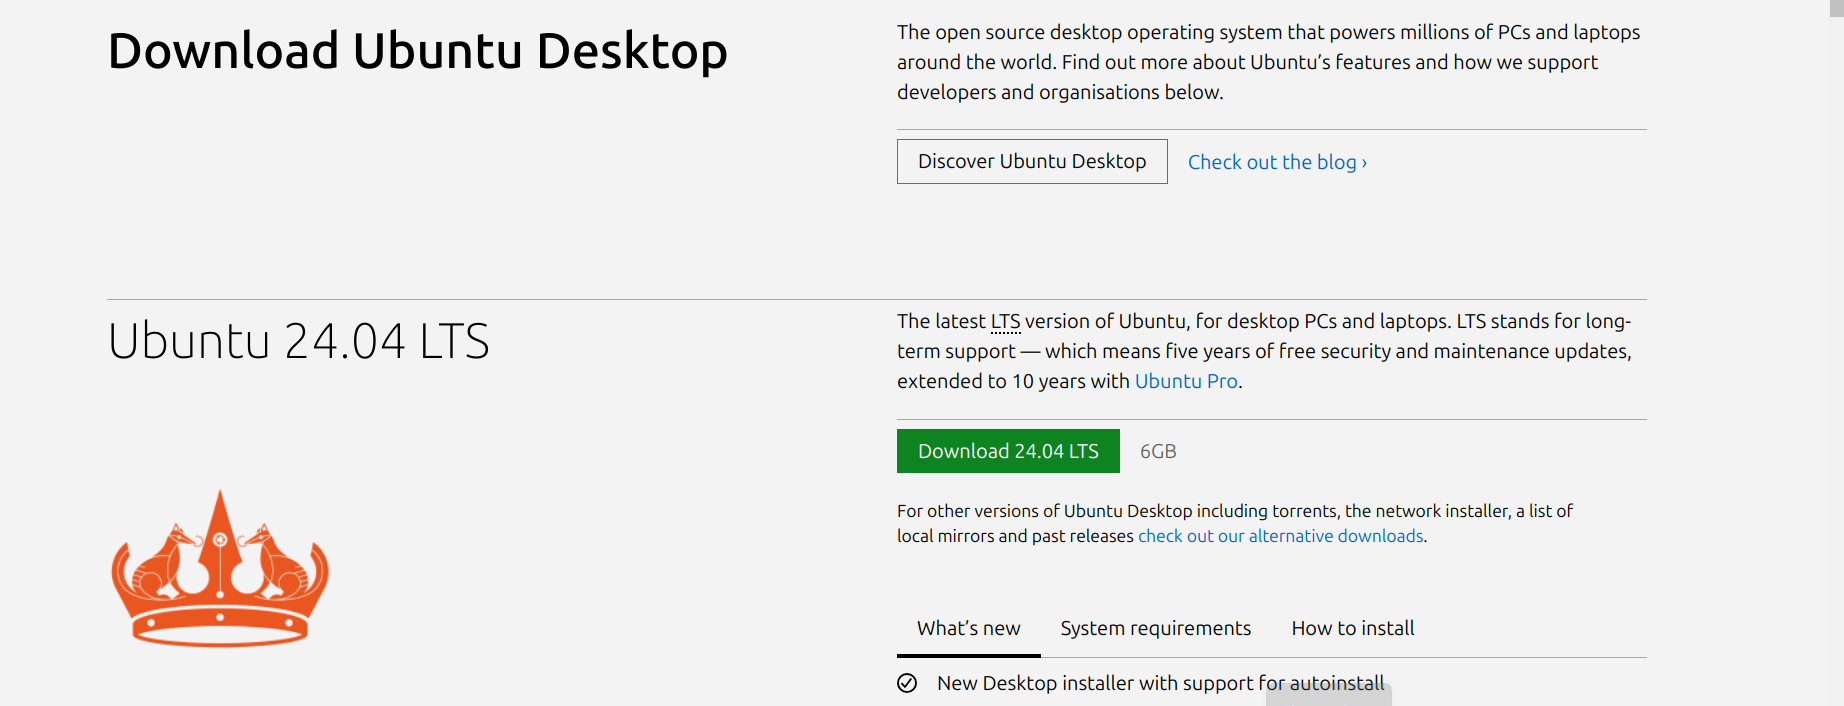 Download Ubuntu Desktop
The open source desktop operating system that powers millions of PCs and laptops
around the world. Find out more about Ubuntu’s features and how we support
developers and organisations below.
Discover Ubuntu Desktop
Check out the blog ›
Ubuntu 24.04 LTS
The latest LTS version of Ubuntu, for desktop PCs and laptops. LTS stands for long-
term support — which means five years of free security and maintenance updates,
extended to 10 years with Ubuntu Pro.
Download 24.04 LTS
6GB
For other versions of Ubuntu Desktop including torrents, the network installer, a list of
local mirrors and past releases check out our alternative downloads.
What’s new
System requirements
How to install
New Desktop installer with support for autoinstall